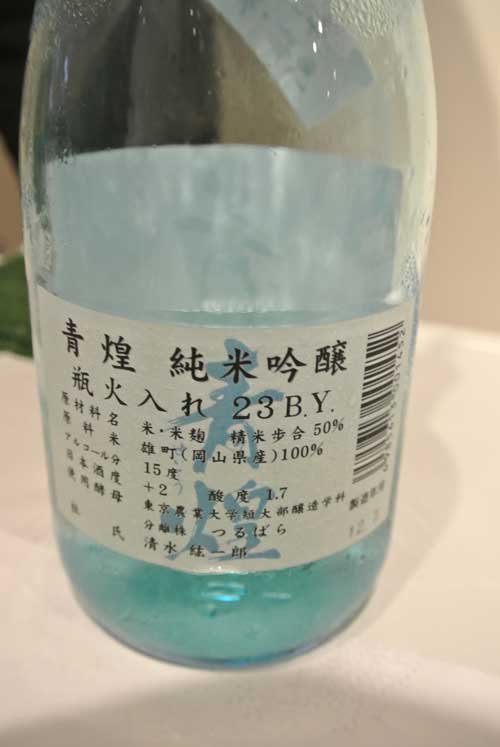 青煌 純米吟醸
瓶火入れ 23B.Y.
原材料名 米・米麹 精米歩合 50%
原料米 雄町(岡山県産)100%
アルコール分 15度
日本酒度 +2 酸度 1.7
使用酵母 東京農業大学短大部醸造学科
分離株 つるばら
杜氏 清水 紘一郎
製造年月
青煌